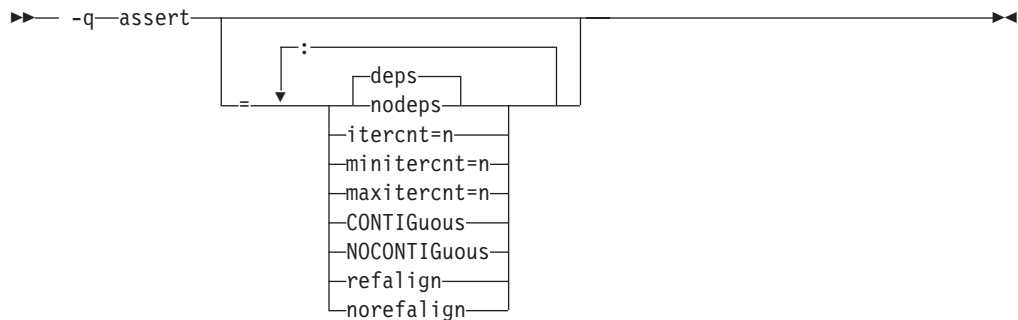 -q assert
:
deps
= nodeps
itercnt=n
minitercnt=n
maxitercnt=n
CONTIGuous
NOCONTIGuous
refalign
norefalign